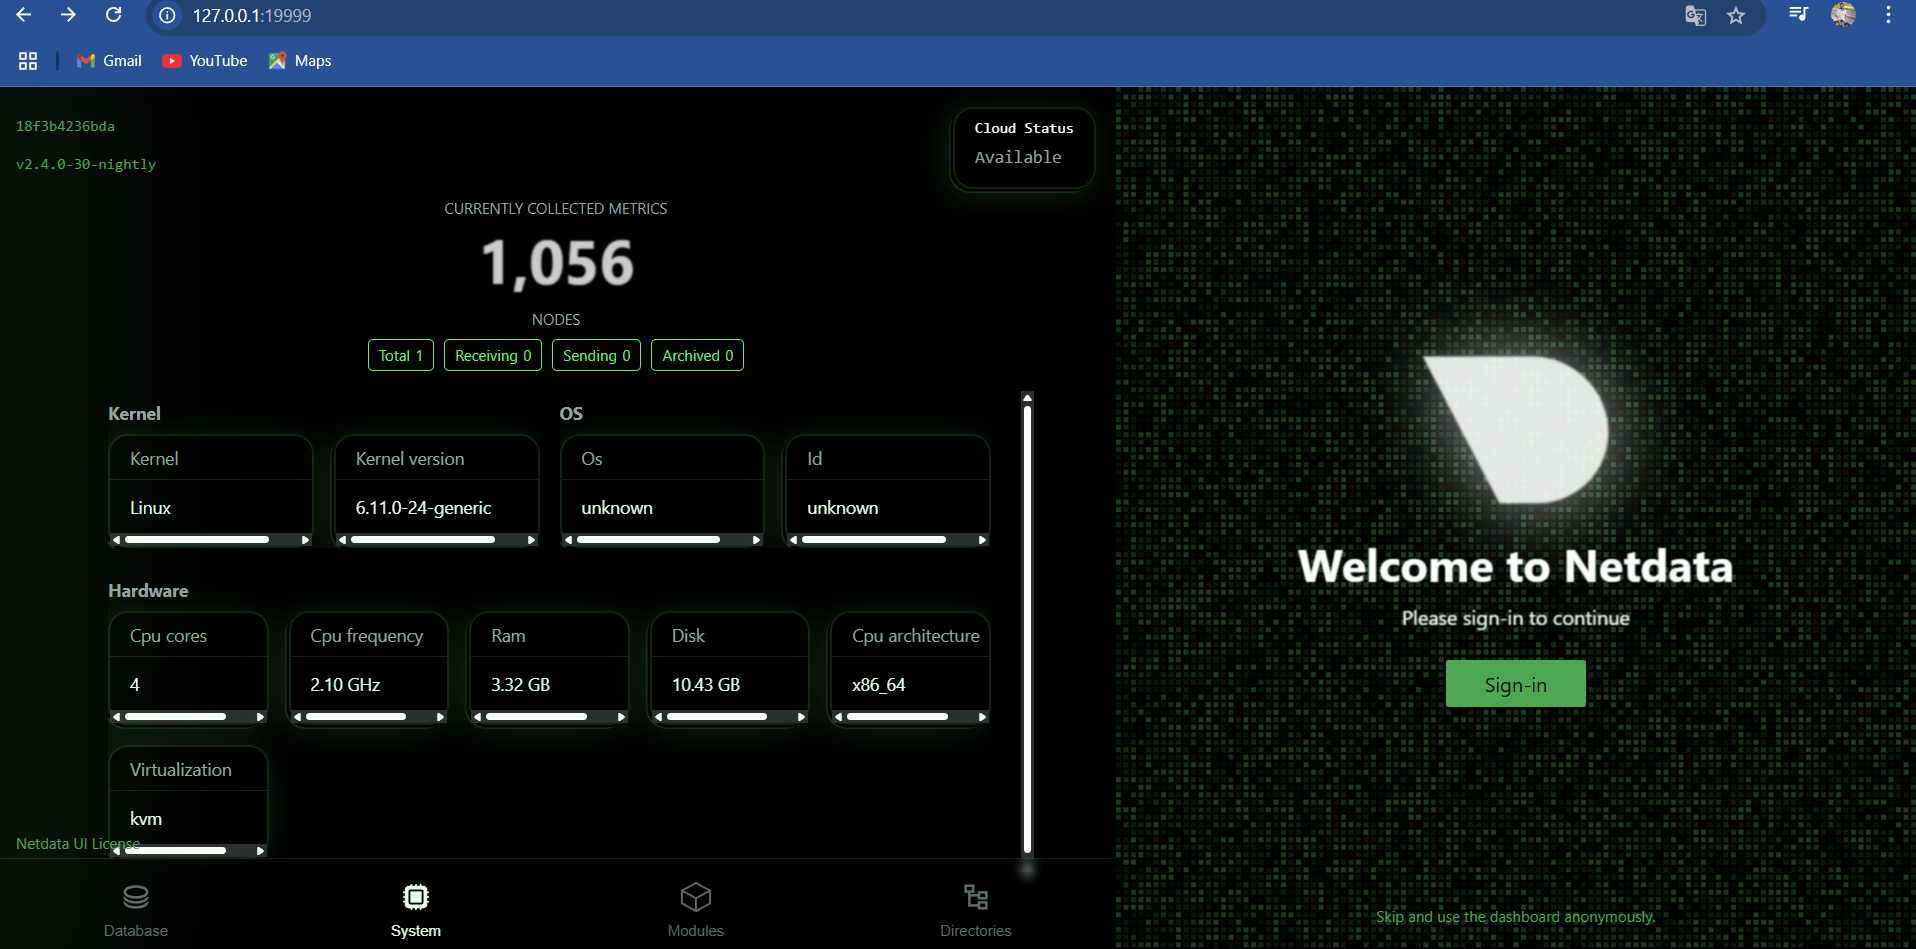 127.0.0.1:19999
Gmail YouTube Maps
18f3b4236bda
v2.4.0-30-nightly
Cloud Status
Available
CURRENTLY COLLECTED METRICS
1,056
NODES
Total 1 Receiving 0 Sending 0 Archived 0
Kernel OS
Kernel Kernel version Os Id
Linux 6.11.0-24-generic unknown unknown
Hardware
Cpu cores Cpu frequency Ram Disk Cpu architecture
4 2.10 GHz 3.32 GB 10.43 GB x86_64
Virtualization
kvm
Netdata UI License
Database System Modules Directories
Welcome to Netdata
Please sign-in to continue
Sign-in
Skip and use the dashboard anonymously.